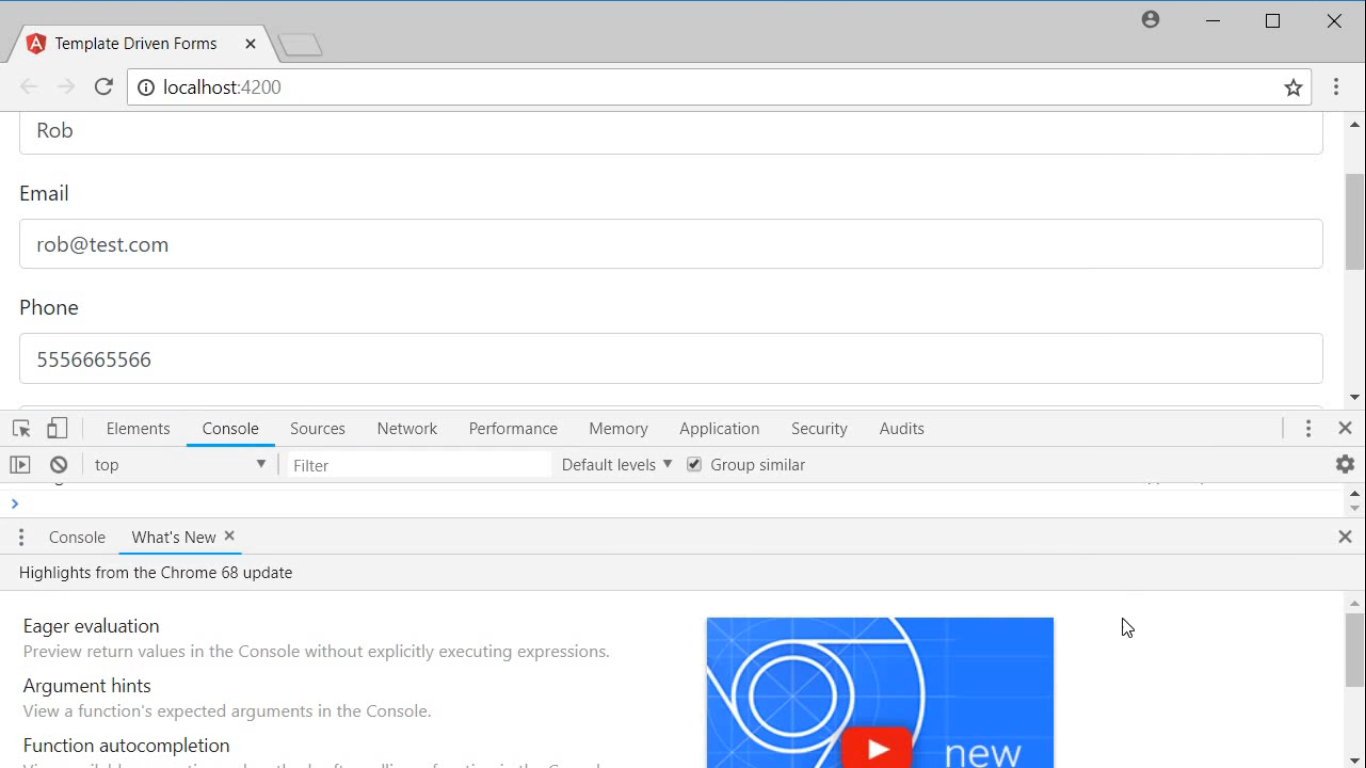 Template Driven Forms
localhost:4200
Rob
Email
rob@test.com
Phone
5556665566
Elements Console Sources Network Performance Memory Application Security Audits
top Filter Default levels Group similar
Console What's New
Highlights from the Chrome 68 update
Eager evaluation
Preview return values in the Console without explicitly executing expressions.
Argument hints
View a function's expected arguments in the Console.
Function autocompletion
new